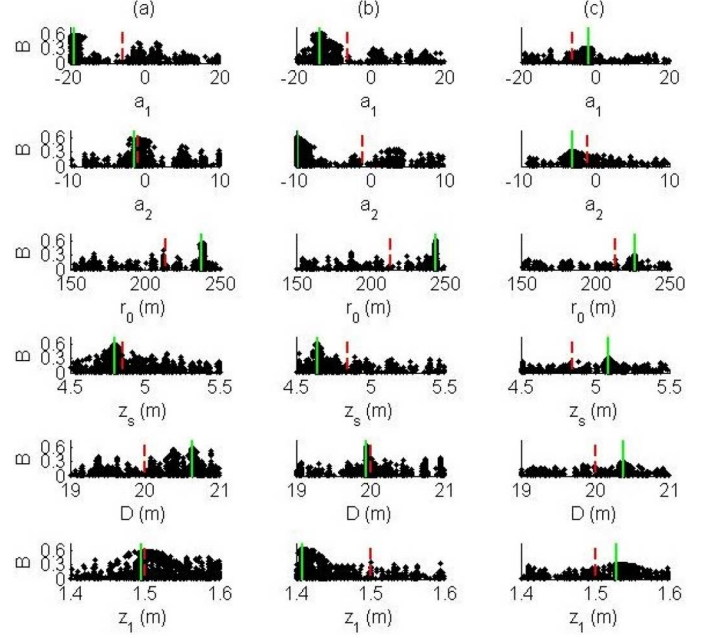 (a) (b) (c)
B 0.6 0.3 0
-20 0 20 -20 0 20 -20 0 20
a1 a1 a1
B 0.6 0.3 0
-10 0 10 -10 0 10 -10 0 10
a2 a2 a2
B 0.6 0.3 0
150 200 250 150 200 250 150 200 250
r0 (m) r0 (m) r0 (m)
B 0.6 0.3 0
4.5 5 5.5 4.5 5 5.5 4.5 5 5.5
zs (m) zs (m) zs (m)
B 0.6 0.3 0
19 20 21 19 20 21 19 20 21
D (m) D (m) D (m)
B 0.6 0.3 0
1.4 1.5 1.6 1.4 1.5 1.6 1.4 1.5 1.6
z1 (m) z1 (m) z1 (m)